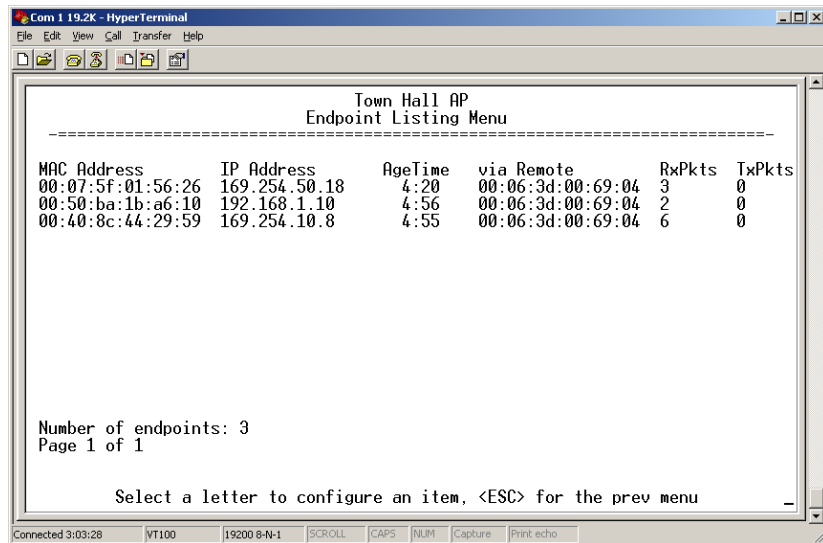 Com 1 19.2K - HyperTerminal
File Edit View Call Transfer Help
Town Hall AP
Endpoint Listing Menu
-==========================================================================-
MAC Address IP Address AgeTime via Remote RxPkts TxPkts
00:07:5f:01:56:26 169.254.50.18 4:20 00:06:3d:00:69:04 3 0
00:50:ba:1b:a6:10 192.168.1.10 4:56 00:06:3d:00:69:04 2 0
00:40:8c:44:29:59 169.254.10.8 4:55 00:06:3d:00:69:04 6 0
Number of endpoints: 3
Page 1 of 1
Select a letter to configure an item, <ESC> for the prev menu
Connected 3:03:28 VT100 19200 8-N-1 SCROLL CAPS NUM Capture Print echo